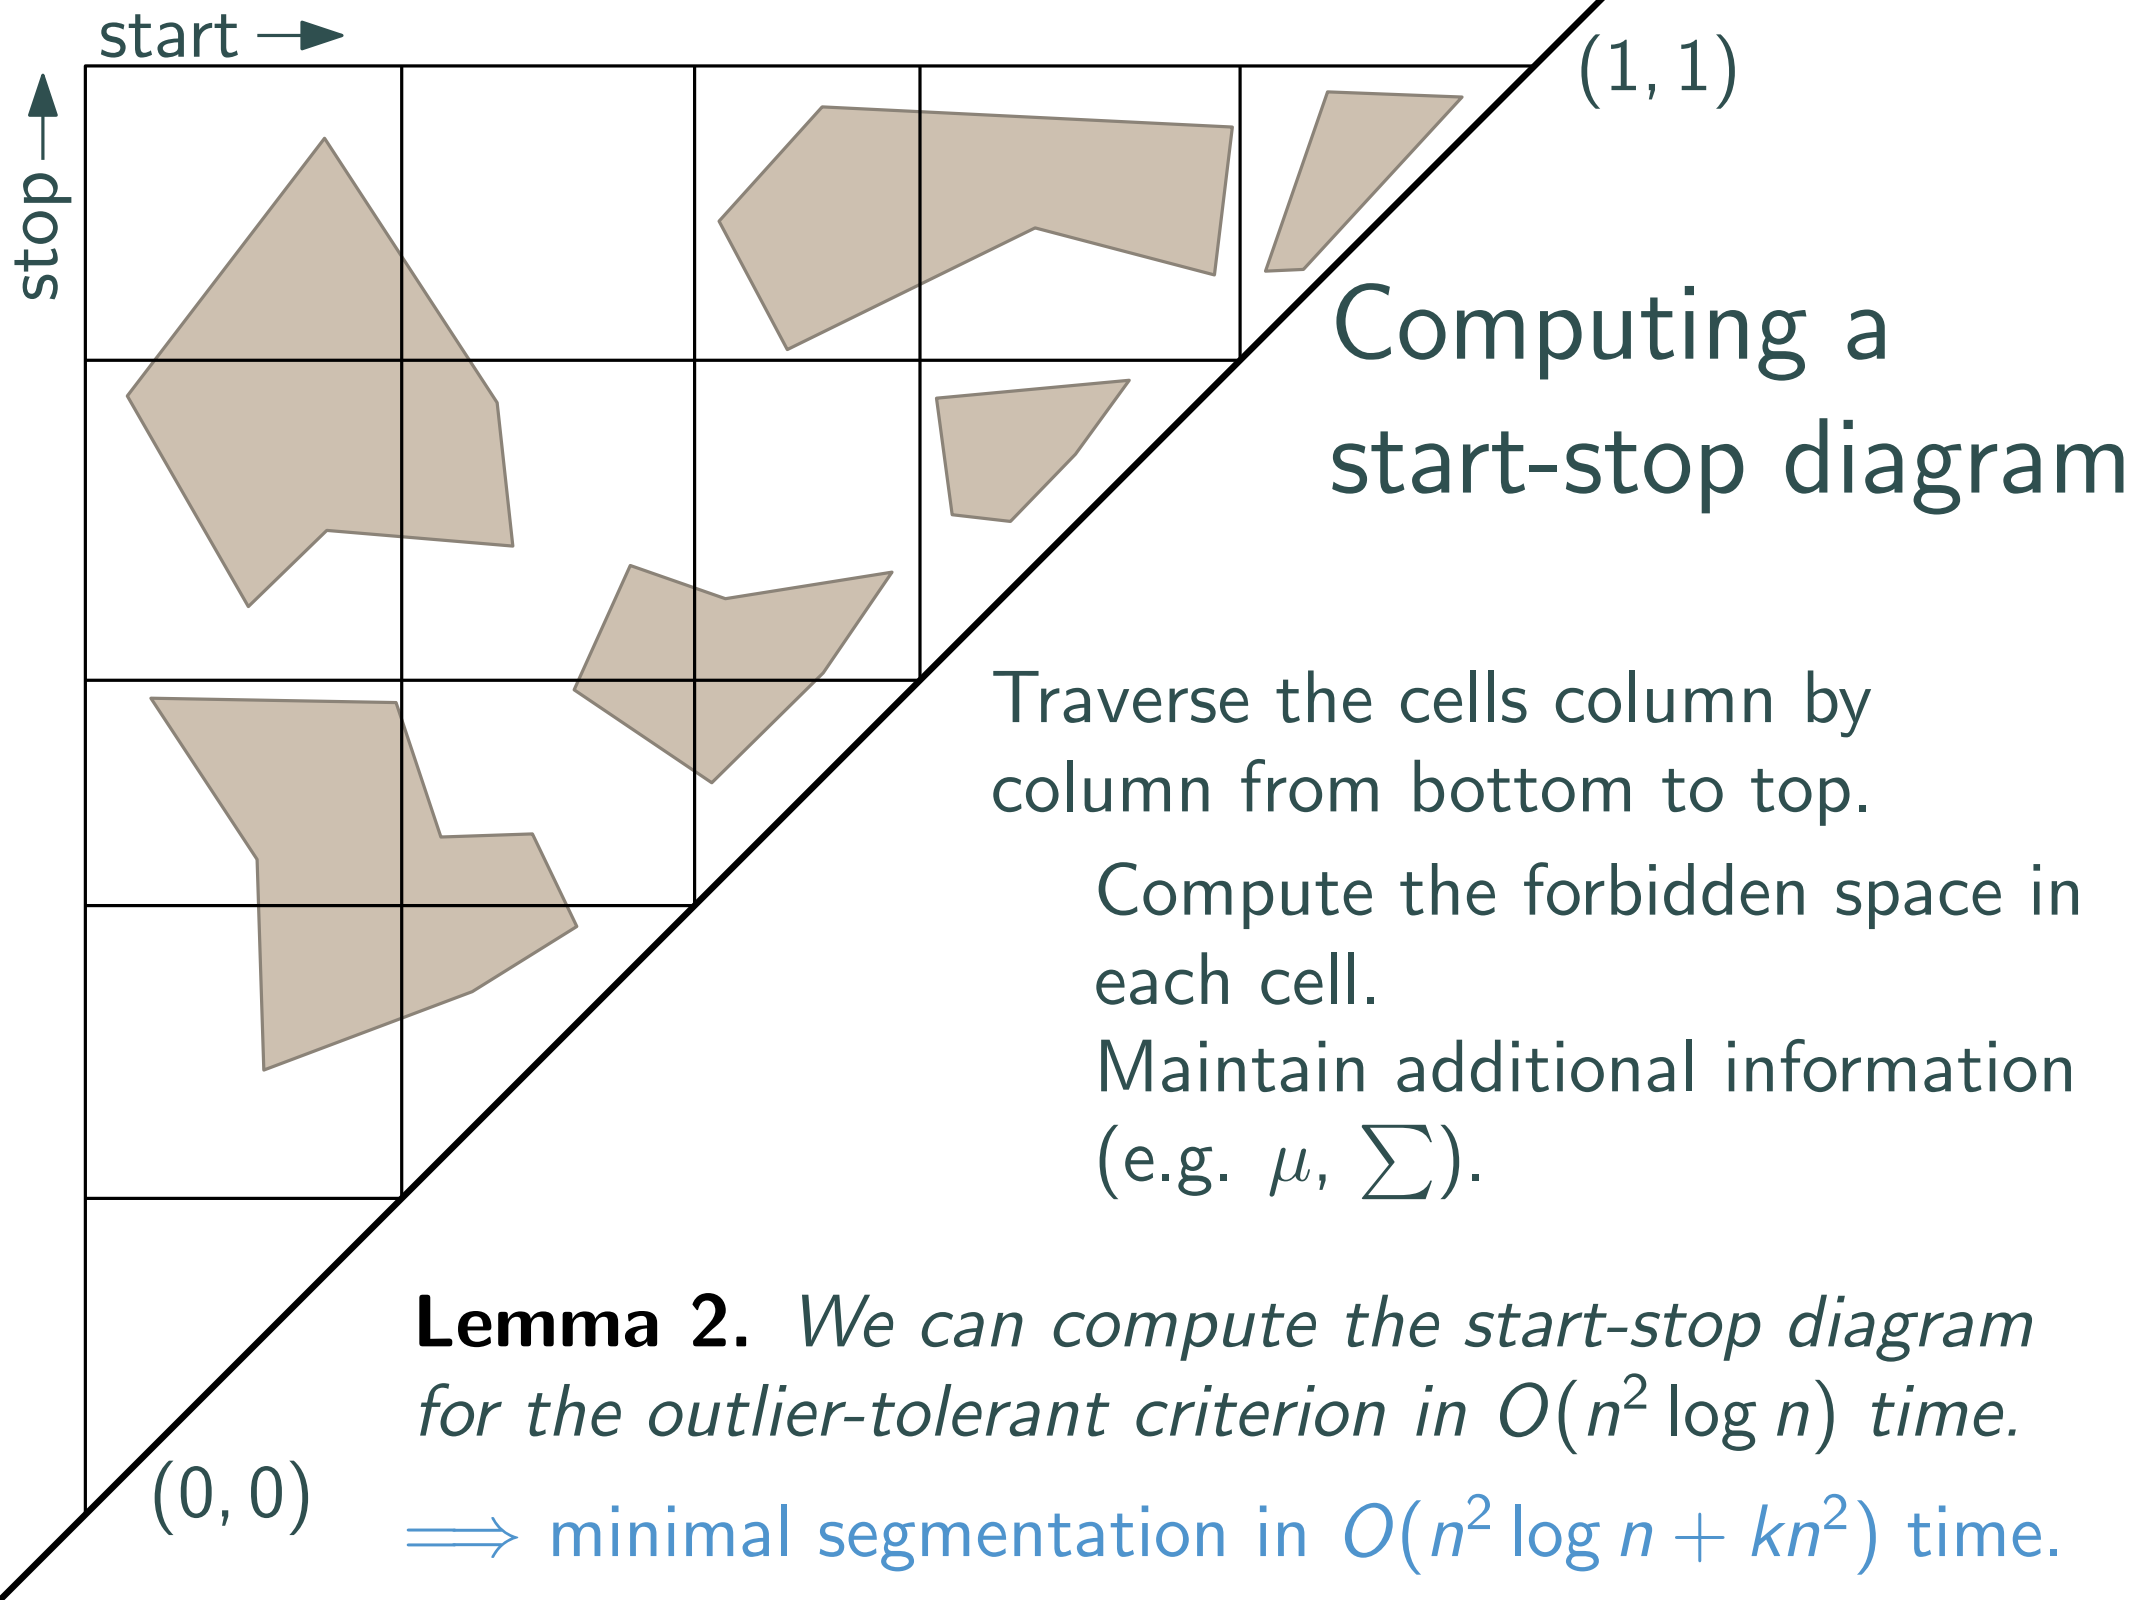 start
stop
(1, 1)
Computing a
start-stop diagram
Traverse the cells column by
column from bottom to top.
Compute the forbidden space in
each cell.
Maintain additional information
(e.g. μ, ∑).
Lemma 2. We can compute the start-stop diagram
for the outlier-tolerant criterion in O(n² log n) time.
(0, 0)
⟹ minimal segmentation in O(n² log n + kn²) time.